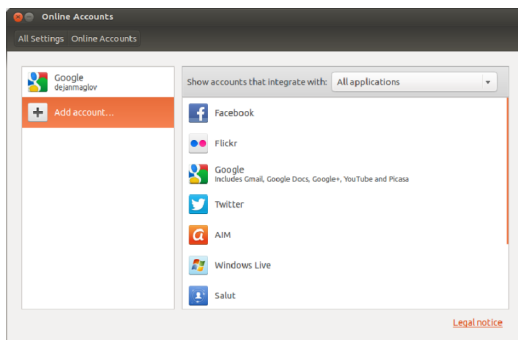 Online Accounts
All Settings Online Accounts
Google
dejanmaglov
Add account...
Show accounts that integrate with: All applications
Facebook
Flickr
Google
Includes Gmail, Google Docs, Google+, YouTube and Picasa
Twitter
AIM
Windows Live
Salut
Legal notice